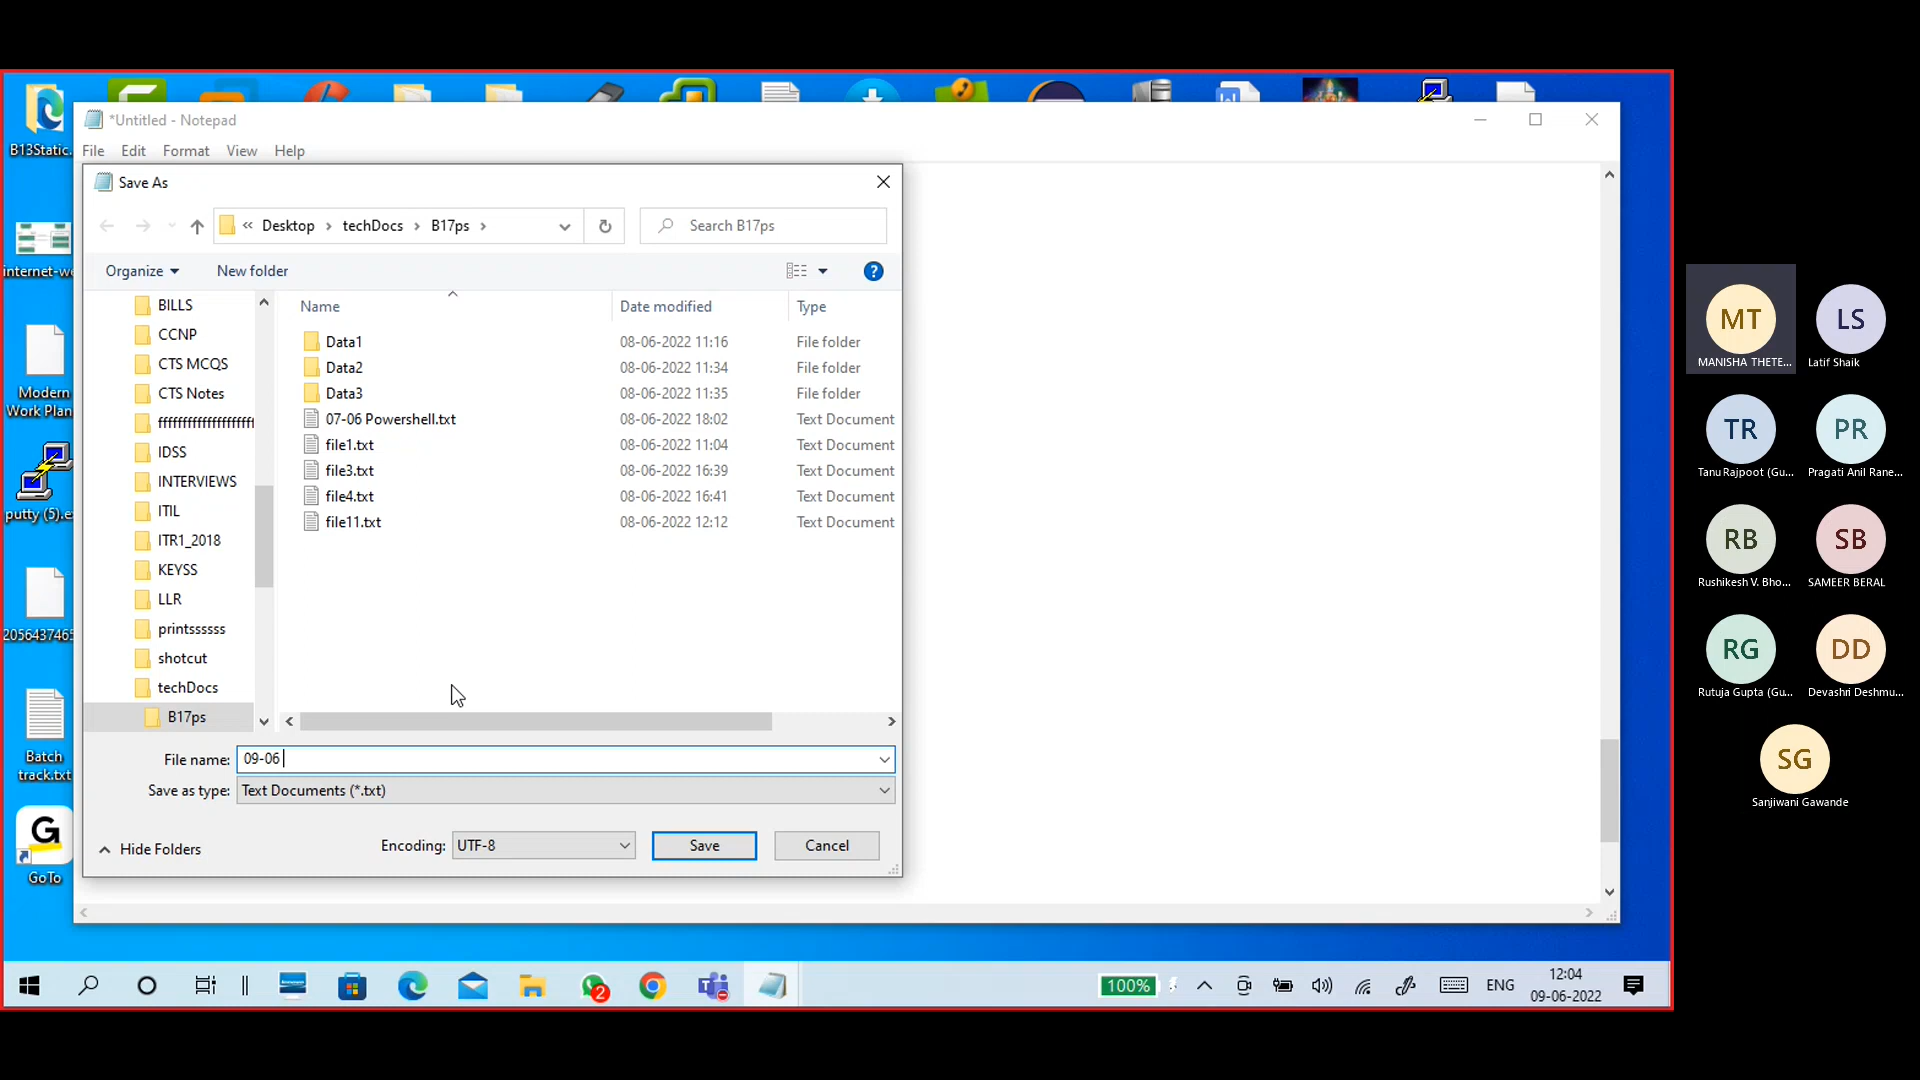 B13Static...
internet-we
Modern
Work Plan
putty (5).e
2056437465
Batch
track.txt
GoTo
*Untitled - Notepad
File Edit Format View Help
Save As
« Desktop › techDocs › B17ps ›
Search B17ps
Organize
New folder
?
BILLS
CCNP
CTS MCQS
CTS Notes
IDSS
INTERVIEWS
ITIL
ITR1_2018
KEYSS
LLR
printssssss
shotcut
techDocs
B17ps
Name Date modified Type
Data1 08-06-2022 11:16 File folder
Data2 08-06-2022 11:34 File folder
Data3 08-06-2022 11:35 File folder
07-06 Powershell.txt 08-06-2022 18:02 Text Document
file1.txt 08-06-2022 11:04 Text Document
file3.txt 08-06-2022 16:39 Text Document
file4.txt 08-06-2022 16:41 Text Document
file11.txt 08-06-2022 12:12 Text Document
File name: 09-06
Save as type: Text Documents (*.txt)
Hide Folders
Encoding: UTF-8
Save
Cancel
2
100%
ENG
12:04
09-06-2022
MT
MANISHA THETE...
LS
Latif Shaik
TR
Tanu Rajpoot (Gu...
PR
Pragati Anil Rane...
RB
Rushikesh V. Bho...
SB
SAMEER BERAL
RG
Rutuja Gupta (Gu...
DD
Devashri Deshmu...
SG
Sanjiwani Gawande